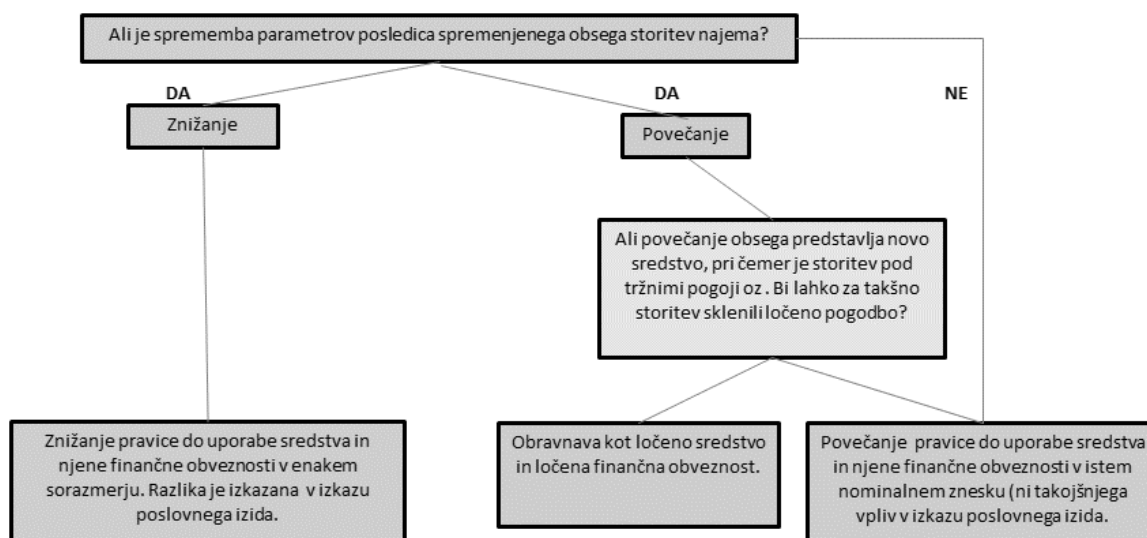 Ali je sprememba parametrov posledica spremenjenega obsega storitev najema?
DA
DA
NE
Znižanje
Povečanje
Ali povečanje obsega predstavlja novo
sredstvo, pri čemer je storitev pod
tržnimi pogoji oz . Bi lahko za takšno
storitev sklenili ločeno pogodbo?
Znižanje pravice do uporabe sredstva in
njene finančne obveznosti v enakem
sorazmerju. Razlika je izkazana v izkazu
poslovnega izida.
Obravnava kot ločeno sredstvo
in ločena finančna obveznost.
Povečanje pravice do uporabe sredstva
in njene finančne obveznosti v istem
nominalnem znesku (ni takojšnjega
vpliv v izkazu poslovnega izida.